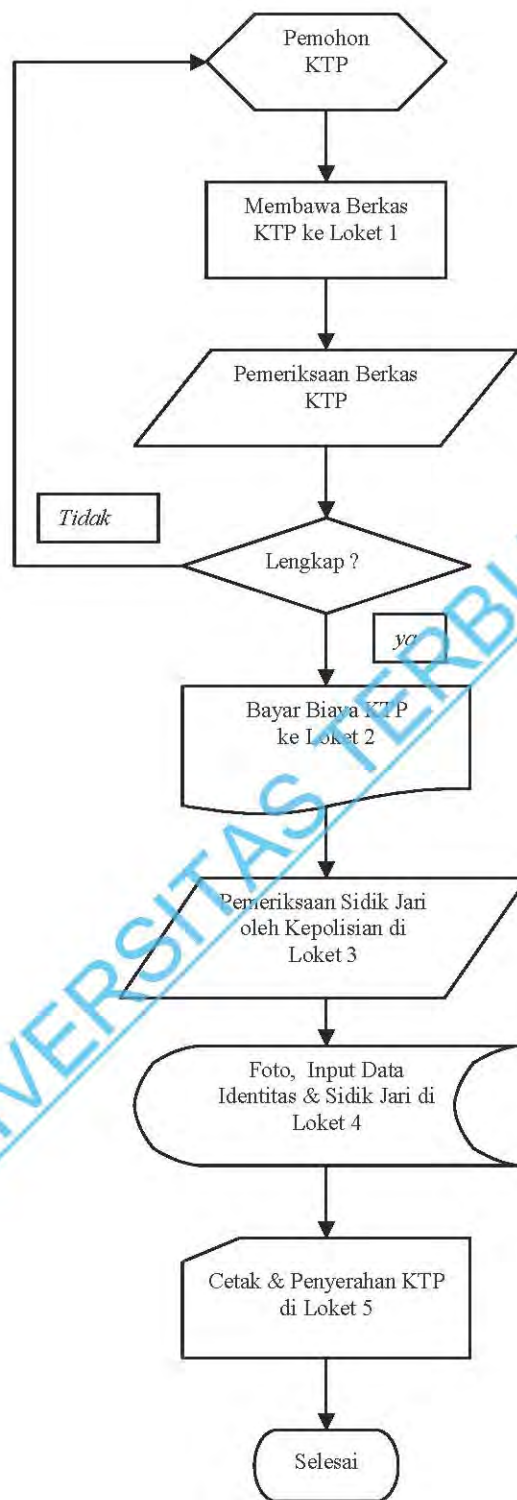 Pemohon
KTP
Membawa Berkas
KTP ke Loket 1
Pemeriksaan Berkas
KTP
Tidak
Lengkap ?
ya
Bayar Biaya KTP
ke Loket 2
Pemeriksaan Sidik Jari
oleh Kepolisian di
Loket 3
Foto, Input Data
Identitas & Sidik Jari di
Loket 4
Cetak & Penyerahan KTP
di Loket 5
Selesai